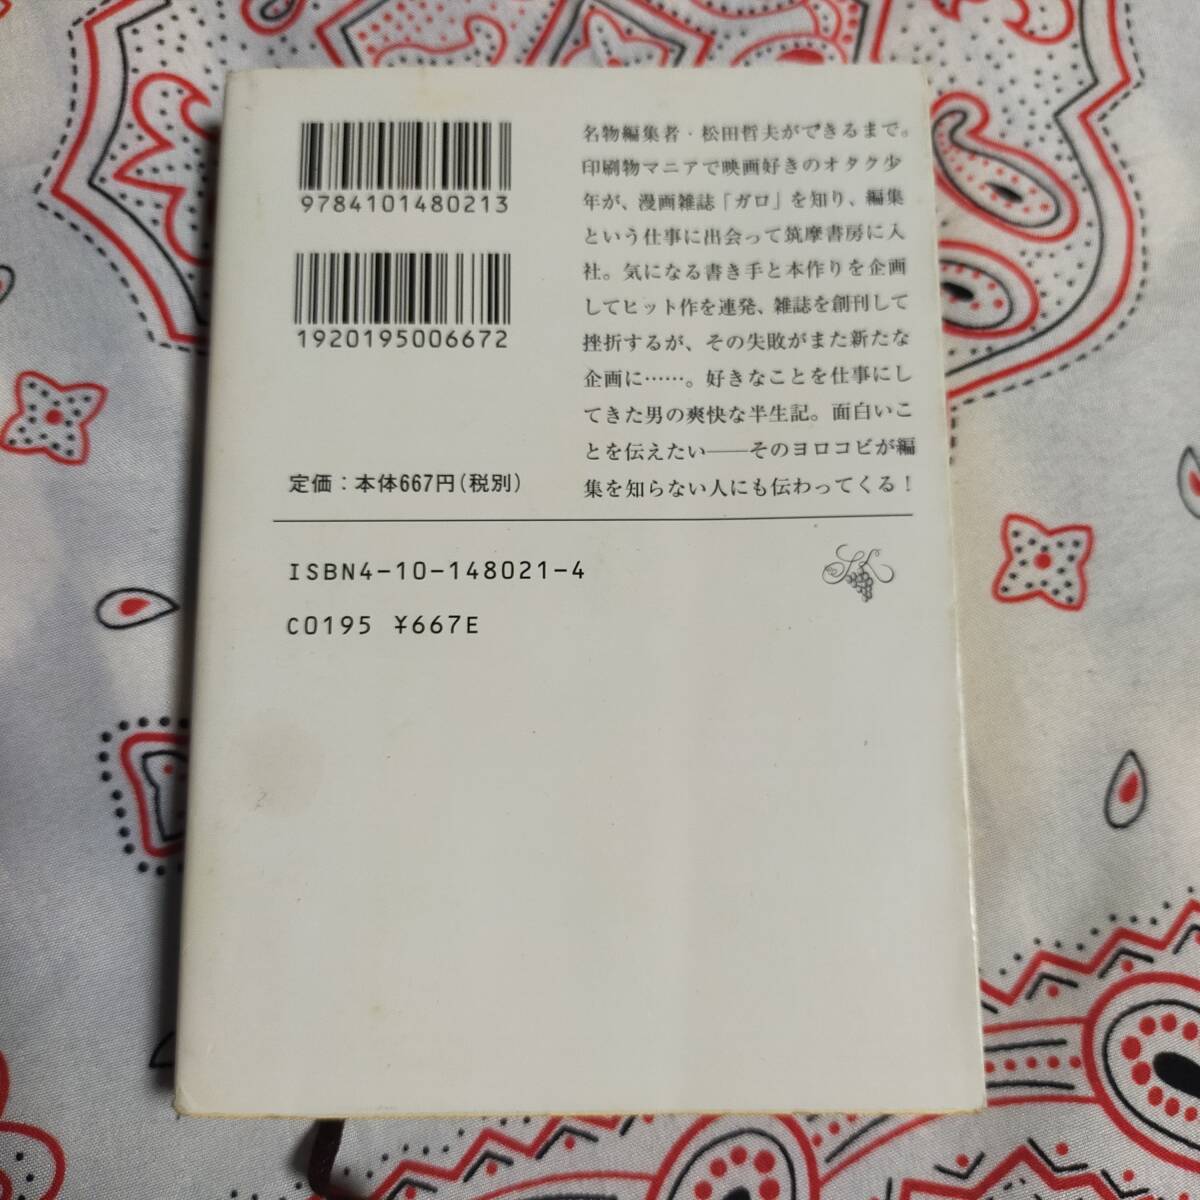 9784101480213
1920195006672
定価：本体667円(税別)
名物編集者・松田哲夫ができるまで。
印刷物マニアで映画好きのオタク少
年が、漫画雑誌「ガロ」を知り、編集
という仕事に出会って筑摩書房に入
社。気になる書き手と本作りを企画
してヒット作を連発、雑誌を創刊して
挫折するが、その失敗がまた新たな
企画に……。好きなことを仕事にし
てきた男の爽快な半生記。面白いこ
とを伝えたい――そのヨロコビが編
集を知らない人にも伝わってくる！
ISBN4-10-148021-4
C0195 ¥667E